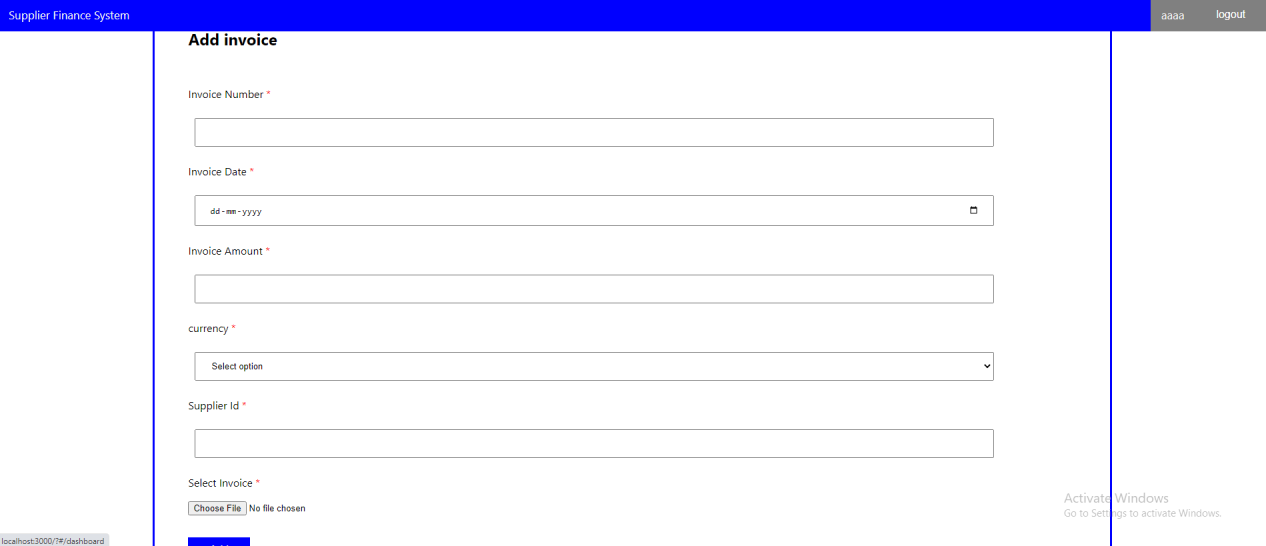 Supplier Finance System
aaaa
logout
Add invoice
Invoice Number *
Invoice Date *
dd-mm-yyyy
Invoice Amount *
currency *
Select option
Supplier Id *
Select Invoice *
Choose File No file chosen
Activate Windows
Go to Settings to activate Windows.
localhost:3000/?#/dashboard